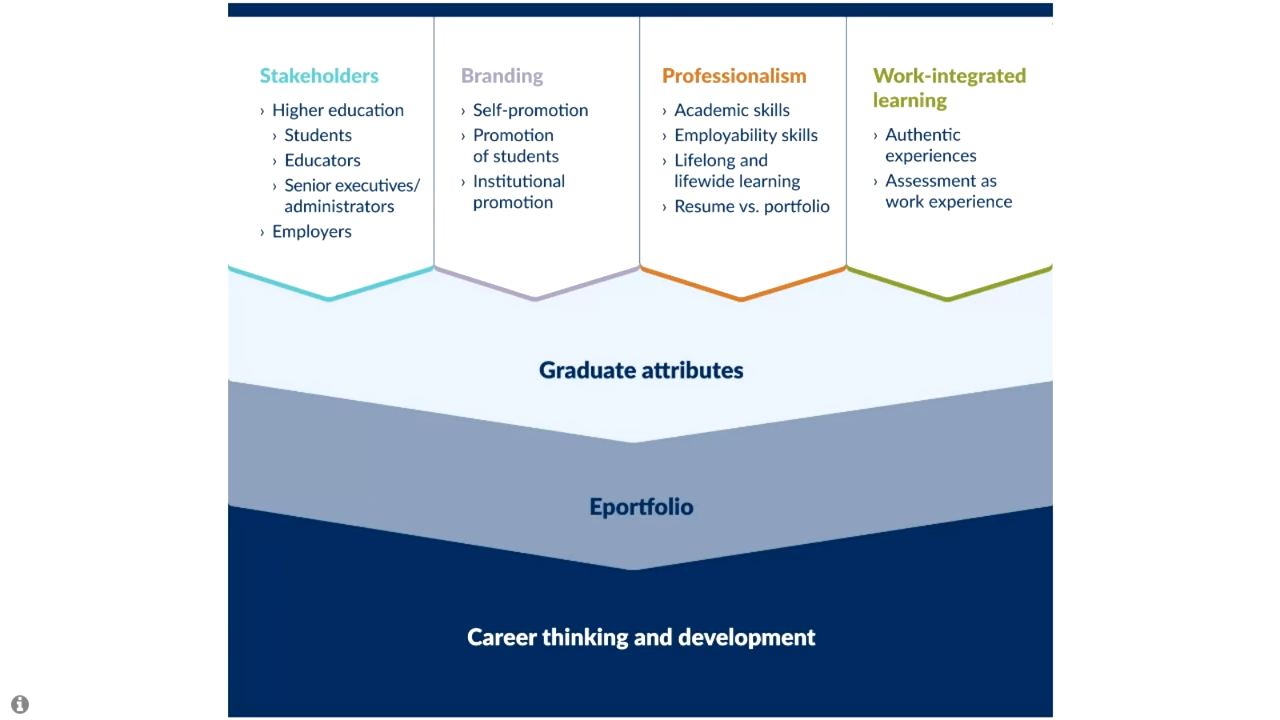 Stakeholders
› Higher education
› Students
› Educators
› Senior executives/
administrators
› Employers
Branding
› Self-promotion
› Promotion
of students
› Institutional
promotion
Professionalism
› Academic skills
› Employability skills
› Lifelong and
lifewide learning
› Resume vs. portfolio
Work-integrated
learning
› Authentic
experiences
› Assessment as
work experience
Graduate attributes
Eportfolio
Career thinking and development